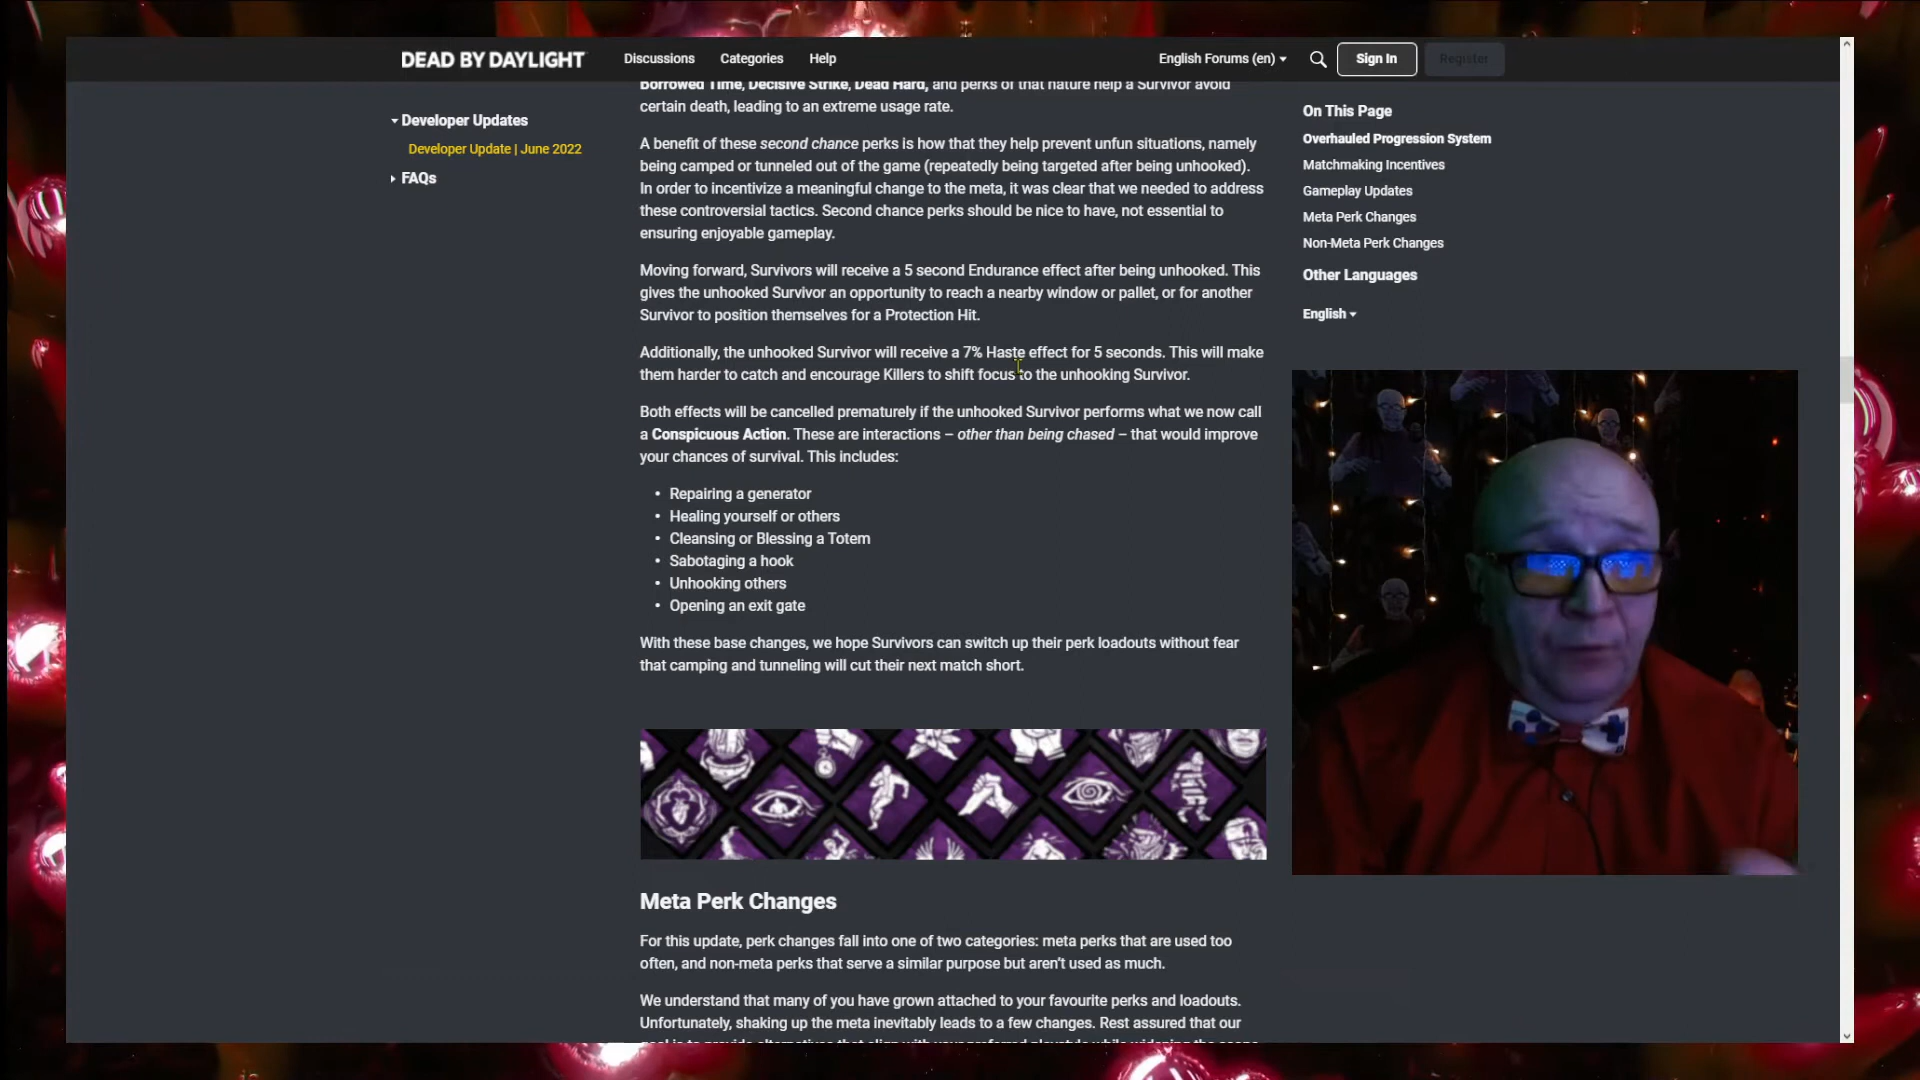 DEAD BY DAYLIGHT
Discussions
Categories
Help
English Forums (en)
Sign In
Register
Developer Updates
Developer Update | June 2022
FAQs
Borrowed Time, Decisive Strike, Dead Hard, and perks of that nature help a Survivor avoid
certain death, leading to an extreme usage rate.
A benefit of these second chance perks is how that they help prevent unfun situations, namely
being camped or tunneled out of the game (repeatedly being targeted after being unhooked).
In order to incentivize a meaningful change to the meta, it was clear that we needed to address
these controversial tactics. Second chance perks should be nice to have, not essential to
ensuring enjoyable gameplay.
Moving forward, Survivors will receive a 5 second Endurance effect after being unhooked. This
gives the unhooked Survivor an opportunity to reach a nearby window or pallet, or for another
Survivor to position themselves for a Protection Hit.
Additionally, the unhooked Survivor will receive a 7% Haste effect for 5 seconds. This will make
them harder to catch and encourage Killers to shift focus to the unhooking Survivor.
Both effects will be cancelled prematurely if the unhooked Survivor performs what we now call
a Conspicuous Action. These are interactions – other than being chased – that would improve
your chances of survival. This includes:
• Repairing a generator
• Healing yourself or others
• Cleansing or Blessing a Totem
• Sabotaging a hook
• Unhooking others
• Opening an exit gate
With these base changes, we hope Survivors can switch up their perk loadouts without fear
that camping and tunneling will cut their next match short.
Meta Perk Changes
For this update, perk changes fall into one of two categories: meta perks that are used too
often, and non-meta perks that serve a similar purpose but aren't used as much.
We understand that many of you have grown attached to your favourite perks and loadouts.
Unfortunately, shaking up the meta inevitably leads to a few changes. Rest assured that our
On This Page
Overhauled Progression System
Matchmaking Incentives
Gameplay Updates
Meta Perk Changes
Non-Meta Perk Changes
Other Languages
English